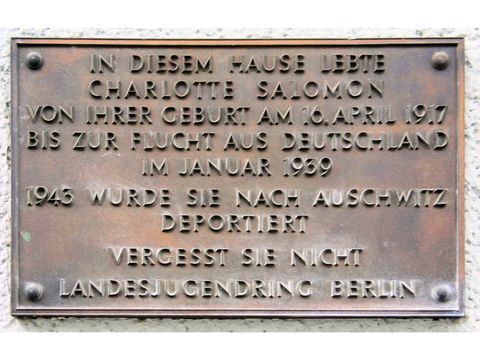 IN DIESEM HAUSE LEBTE
CHARLOTTE SALOMON
VON IHRER GEBURT AM 16. APRIL 1917
BIS ZUR FLUCHT AUS DEUTSCHLAND
IM JANUAR 1939
1943 WURDE SIE NACH AUSCHWITZ
DEPORTIERT
VERGESST SIE NICHT
LANDESJUGENDRING BERLIN